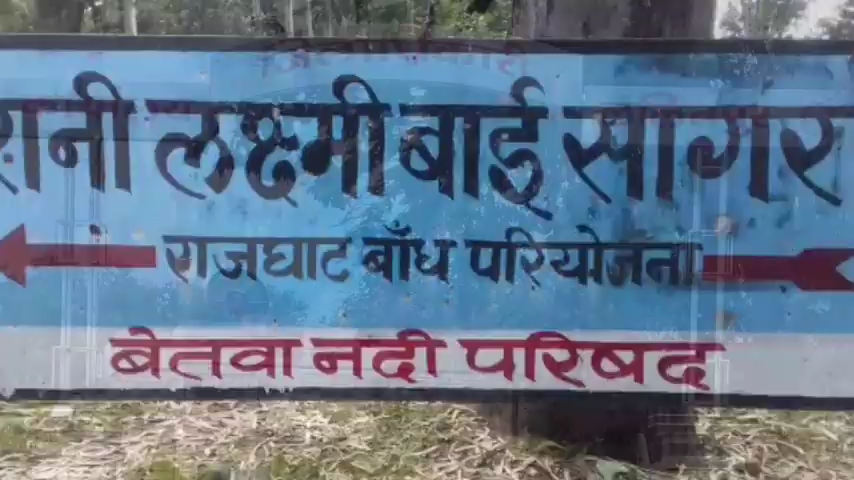 रानी लक्ष्मी बाई सागर
राजघाट बाँध परियोजना
बेतवा नदी परिषद